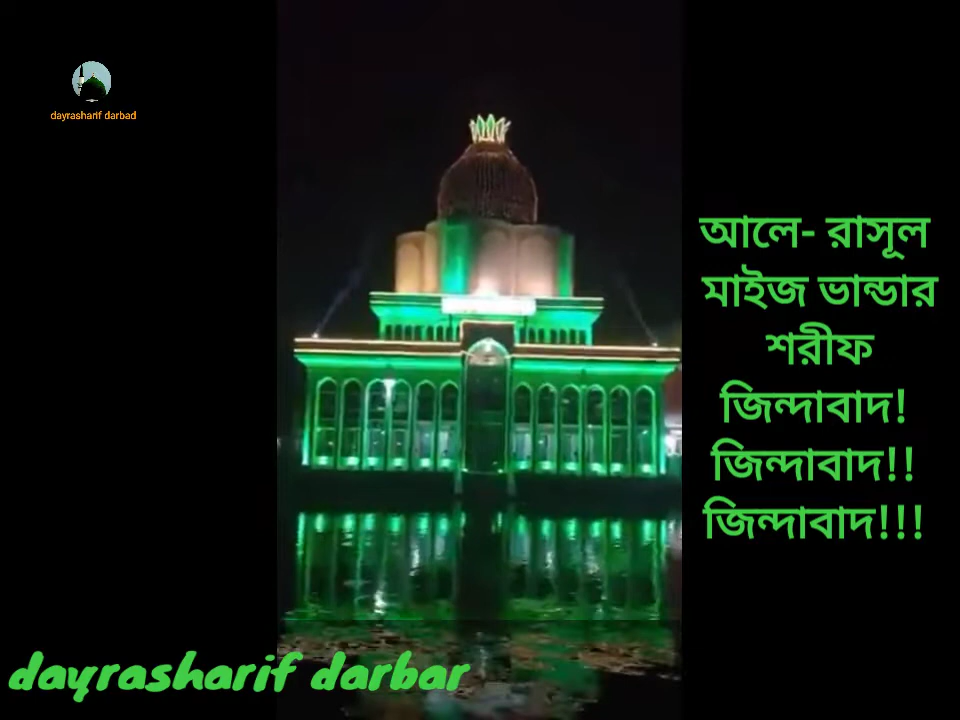 dayrasharif darbad
আলে- রাসূল
মাইজ ভান্ডার
শরীফ
জিন্দাবাদ!
জিন্দাবাদ!!
জিন্দাবাদ!!!
dayrasharif darbar